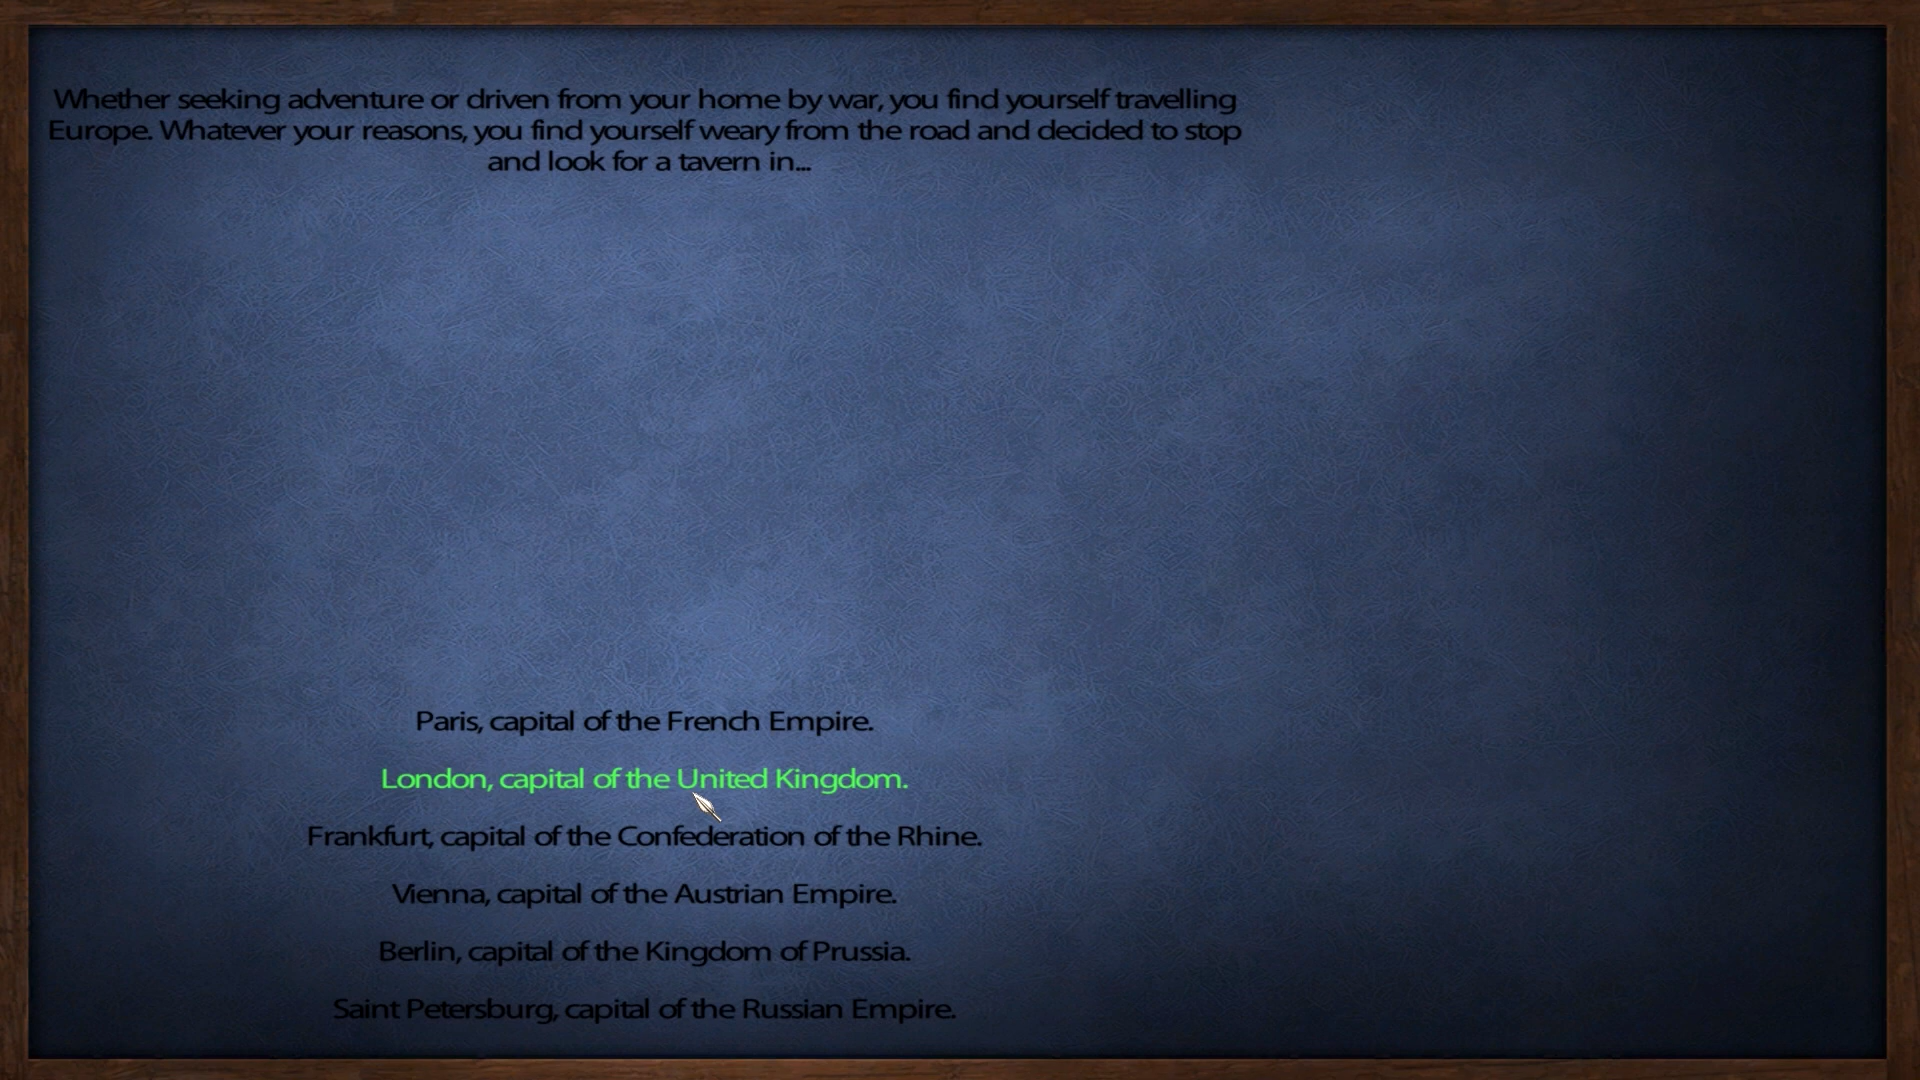 Whether seeking adventure or driven from your home by war, you find yourself travelling
Europe. Whatever your reasons, you find yourself weary from the road and decided to stop
and look for a tavern in...
Paris, capital of the French Empire.
London, capital of the United Kingdom.
Frankfurt, capital of the Confederation of the Rhine.
Vienna, capital of the Austrian Empire.
Berlin, capital of the Kingdom of Prussia.
Saint Petersburg, capital of the Russian Empire.